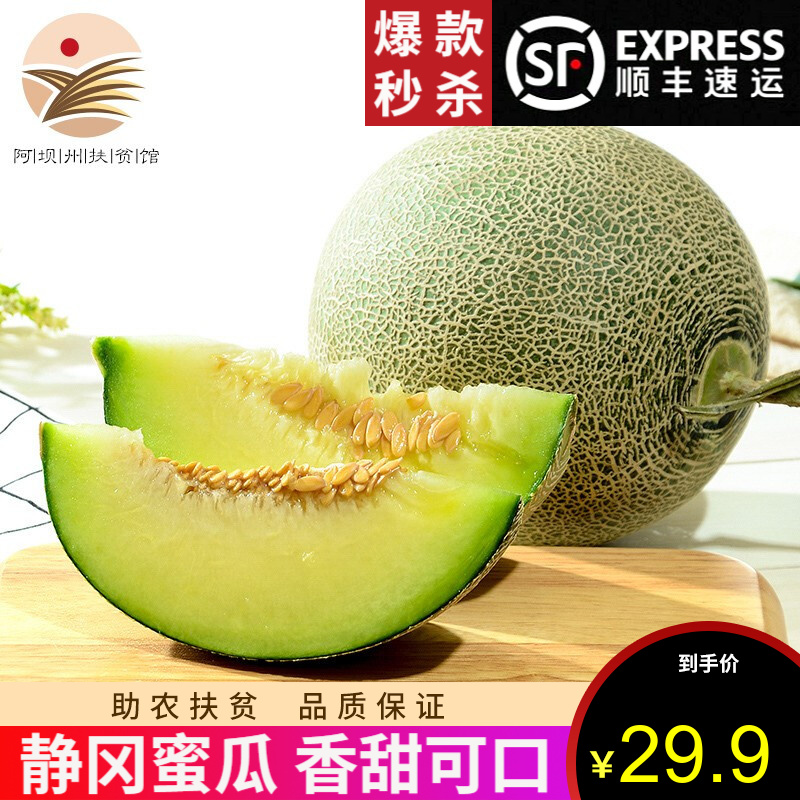 阿坝州扶贫馆
爆款
秒杀
SF
EXPRESS
顺丰速运
助农扶贫 品质保证
静冈蜜瓜 香甜可口
到手价
¥29.9